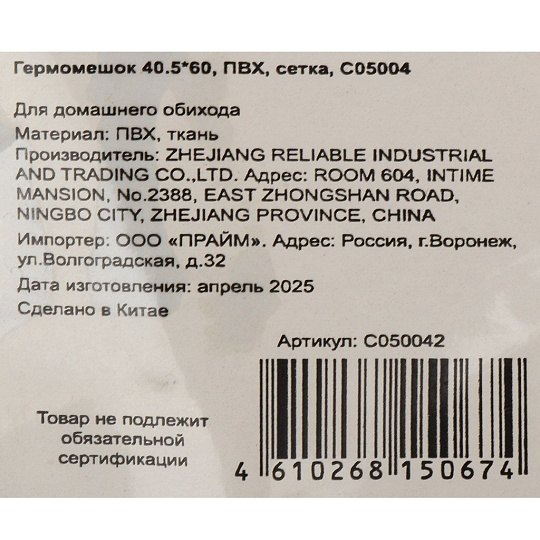 Гермомешок 40.5*60, ПВХ, сетка, C05004
Для домашнего обихода
Материал: ПВХ, ткань
Производитель: ZHEJIANG RELIABLE INDUSTRIAL
AND TRADING CO.,LTD. Адрес: ROOM 604, INTIME
MANSION, No.2388, EAST ZHONGSHAN ROAD,
NINGBO CITY, ZHEJIANG PROVINCE, CHINA
Импортер: ООО «ПРАЙМ». Адрес: Россия, г.Воронеж,
ул.Волгоградская, д.32
Дата изготовления: апрель 2025
Сделано в Китае
Артикул: C050042
Товар не подлежит
обязательной
сертификации
4 610268 150674